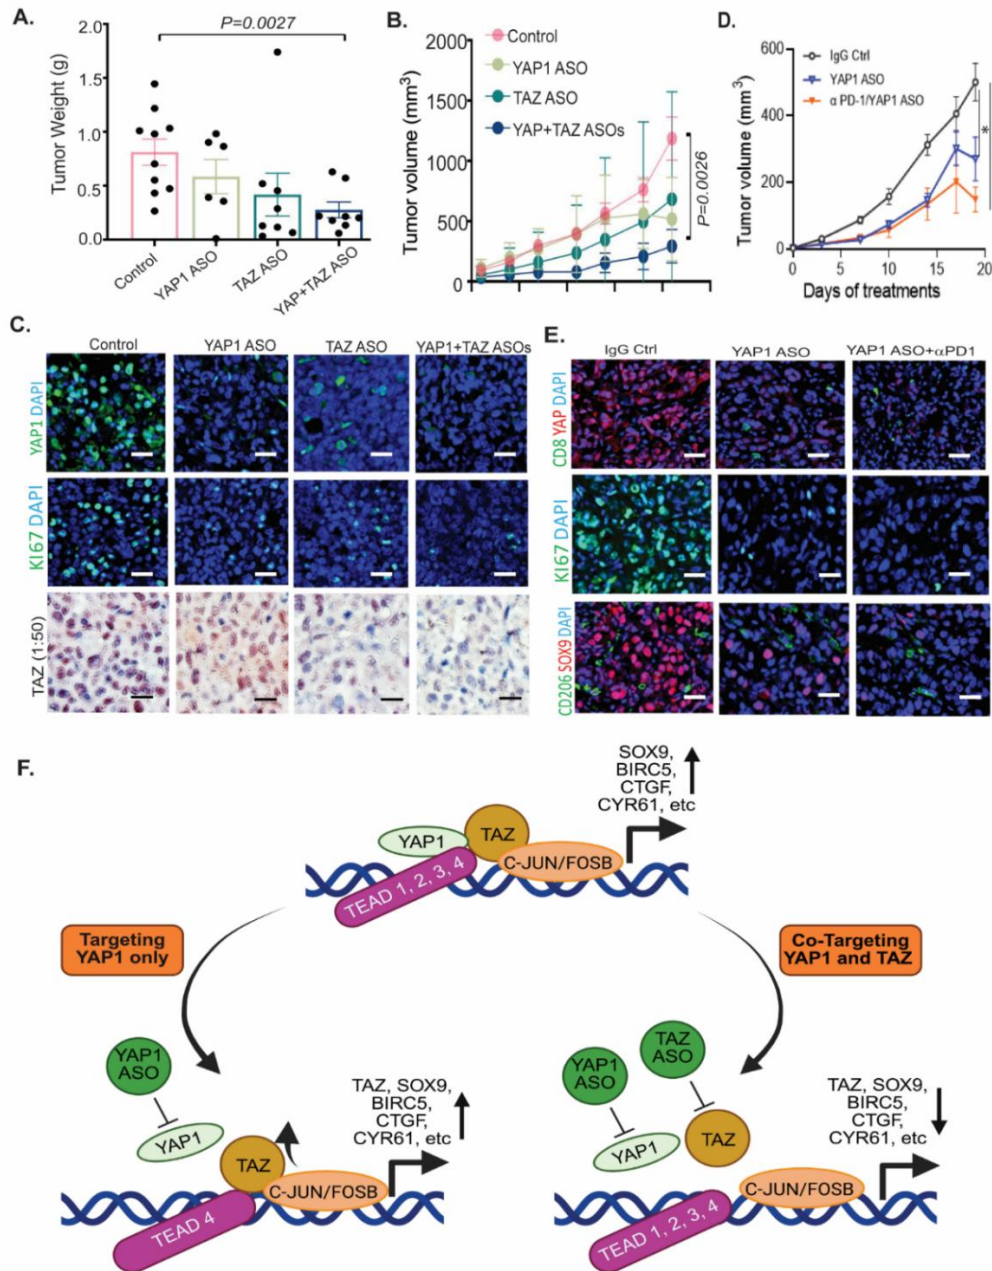 A.
P=0.0027
Tumor Weight (g)
2.0
1.5
1.0
0.5
0.0
Control
YAP1 ASO
TAZ ASO
YAP+TAZ ASO
B.
Tumor volume (mm³)
2000
1500
1000
500
0
Control
YAP1 ASO
TAZ ASO
YAP+TAZ ASOs
P=0.0026
D.
Tumor volume (mm³)
600
400
200
0
IgG Ctrl
YAP1 ASO
α PD-1/YAP1 ASO
*
0 5 10 15 20
Days of treatments
C.
Control YAP1 ASO TAZ ASO YAP1+TAZ ASOs
YAP1 DAPI
KI67 DAPI
TAZ (1:50)
E.
IgG Ctrl YAP1 ASO YAP1 ASO+αPD1
CD8 YAP DAPI
KI67 DAPI
CD206 SOX9 DAPI
F.
SOX9,
BIRC5,
CTGF,
CYR61, etc
YAP1
TAZ
C-JUN/FOSB
TEAD 1, 2, 3, 4
Targeting
YAP1 only
Co-Targeting
YAP1 and TAZ
YAP1
ASO
YAP1
TAZ
C-JUN/FOSB
TEAD 4
TAZ, SOX9,
BIRC5,
CTGF,
CYR61, etc
YAP1
ASO
TAZ
ASO
YAP1
TAZ
C-JUN/FOSB
TEAD 1, 2, 3, 4
TAZ, SOX9,
BIRC5,
CTGF,
CYR61, etc